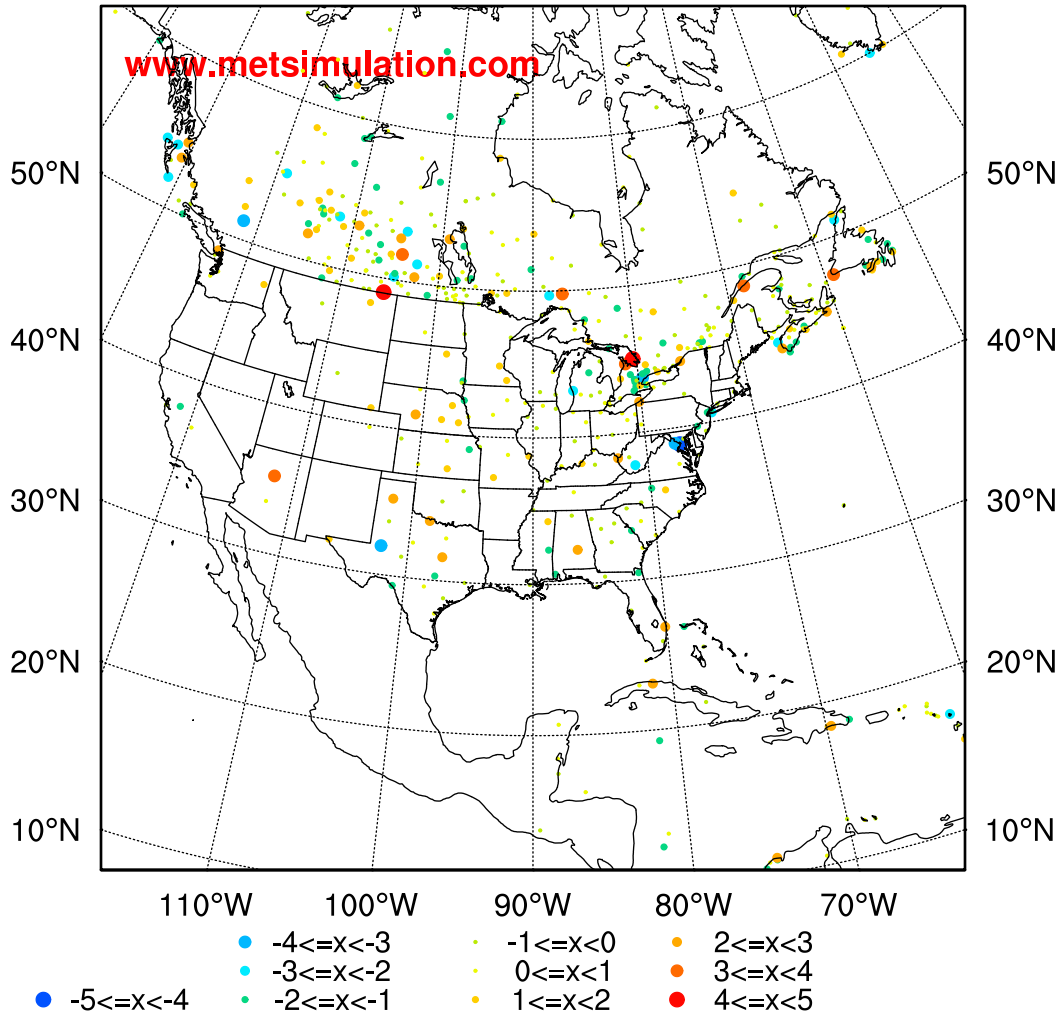 www.metsimulation.com
50°N 50°N
40°N 40°N
30°N 30°N
20°N 20°N
10°N 10°N
110°W 100°W 90°W 80°W 70°W
-4<=x<-3 -1<=x<0 2<=x<3
-3<=x<-2 0<=x<1 3<=x<4
-5<=x<-4 -2<=x<-1 1<=x<2 4<=x<5